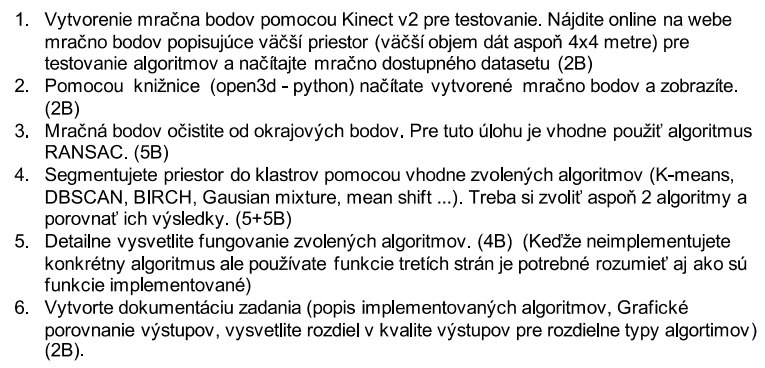 1. Vytvorenie mračna bodov pomocou Kinect v2 pre testovanie. Nájdite online na webe
mračno bodov popisujúce väčší priestor (väčší objem dát aspoň 4x4 metre) pre
testovanie algoritmov a načítajte mračno dostupného datasetu (2B)
2. Pomocou knižnice (open3d - python) načítate vytvorené mračno bodov a zobrazíte.
(2B)
3. Mračná bodov očistite od okrajových bodov. Pre tuto úlohu je vhodne použiť algoritmus
RANSAC. (5B)
4. Segmentujete priestor do klastrov pomocou vhodne zvolených algoritmov (K-means,
DBSCAN, BIRCH, Gausian mixture, mean shift ...). Treba si zvoliť aspoň 2 algoritmy a
porovnať ich výsledky. (5+5B)
5. Detailne vysvetlite fungovanie zvolených algoritmov. (4B) (Keďže neimplementujete
konkrétny algoritmus ale používate funkcie tretích strán je potrebné rozumieť aj ako sú
funkcie implementované)
6. Vytvorte dokumentáciu zadania (popis implementovaných algoritmov, Grafické
porovnanie výstupov, vysvetlite rozdiel v kvalite výstupov pre rozdielne typy algortimov)
(2B).